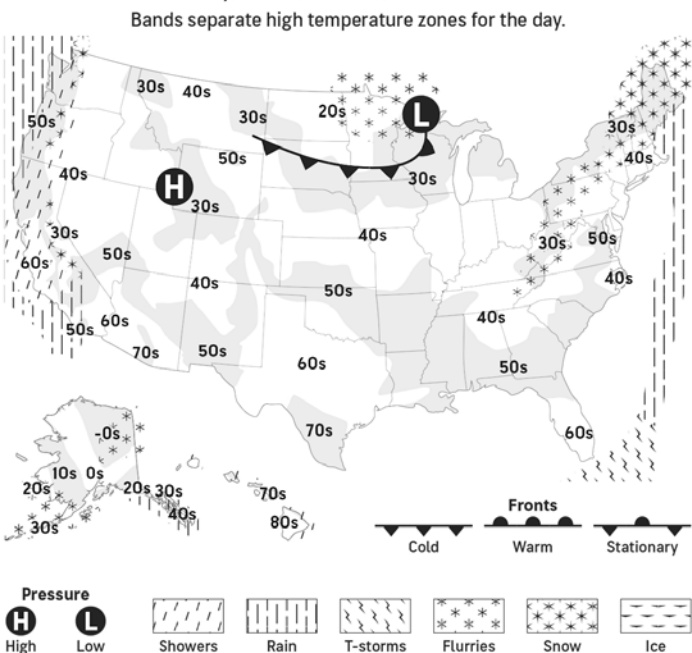 Bands separate high temperature zones for the day.
30s
40s
30s
20s
L
50s
30s
40s
50s
40s
H
30s
30s
30s
40s
30s
50s
60s
50s
40s
50s
40s
50s
60s
40s
70s
50s
60s
50s
70s
60s
-0s
10s 0s
20s
20s 30s
40s
30s
70s
80s
Fronts
Cold
Warm
Stationary
Pressure
H
L
High
Low
Showers
Rain
T-storms
Flurries
Snow
Ice